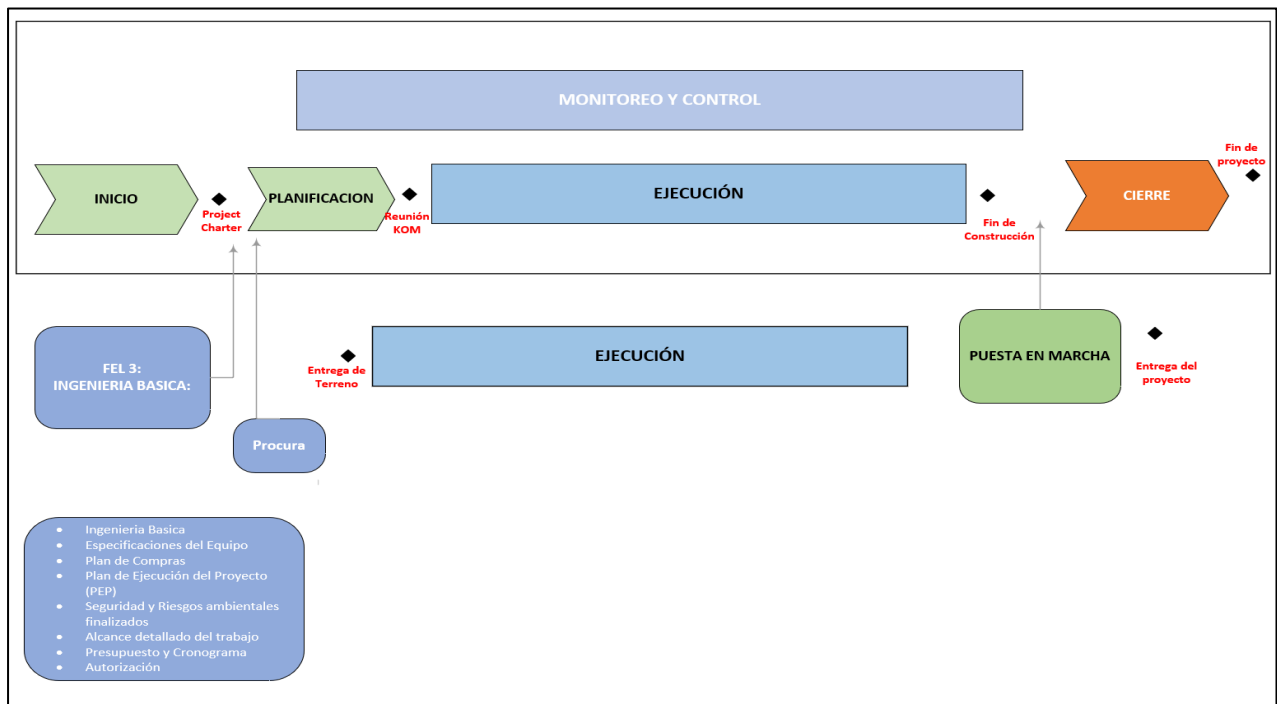 MONITOREO Y CONTROL
INICIO
Project
Charter
PLANIFICACION
Reunión
KOM
EJECUCIÓN
Fin de
Construcción
CIERRE
Fin de
proyecto
FEL 3:
INGENIERIA BASICA:
Procura
Entrega de
Terreno
EJECUCIÓN
PUESTA EN MARCHA
Entrega del
proyecto
• Ingenieria Basica
• Especificaciones del Equipo
• Plan de Compras
• Plan de Ejecución del Proyecto
(PEP)
• Seguridad y Riesgos ambientales
finalizados
• Alcance detallado del trabajo
• Presupuesto y Cronograma
• Autorización